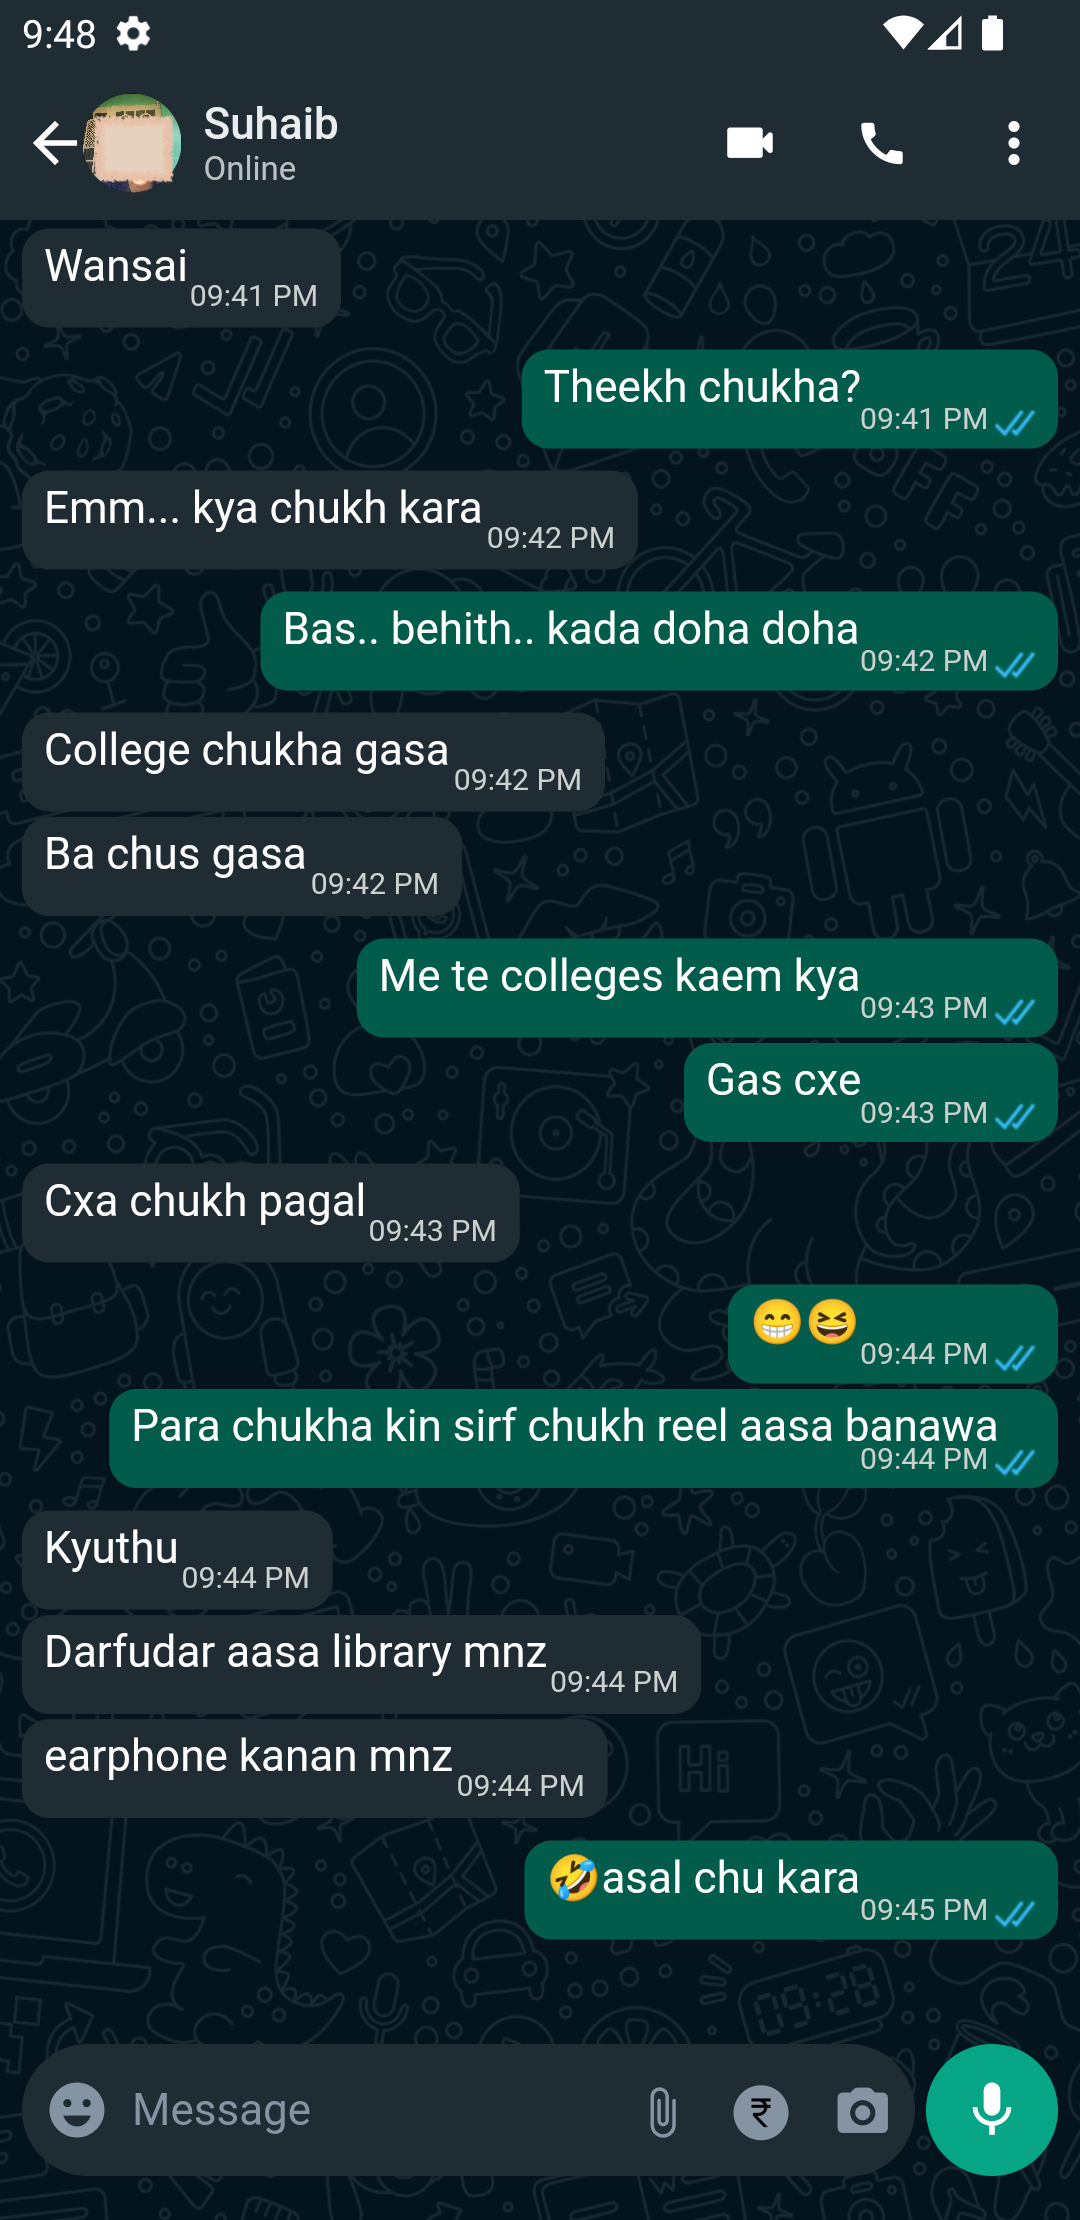 9:48
Suhaib
Online
Wansai
09:41 PM
Theekh chukha?
09:41 PM
Emm... kya chukh kara
09:42 PM
Bas.. behith.. kada doha doha
09:42 PM
College chukha gasa
09:42 PM
Ba chus gasa
09:42 PM
Me te colleges kaem kya
09:43 PM
Gas cxe
09:43 PM
Cxa chukh pagal
09:43 PM
😁😆
09:44 PM
Para chukha kin sirf chukh reel aasa banawa
09:44 PM
Kyuthu
09:44 PM
Darfudar aasa library mnz
09:44 PM
earphone kanan mnz
09:44 PM
🤣asal chu kara
09:45 PM
Message
₹